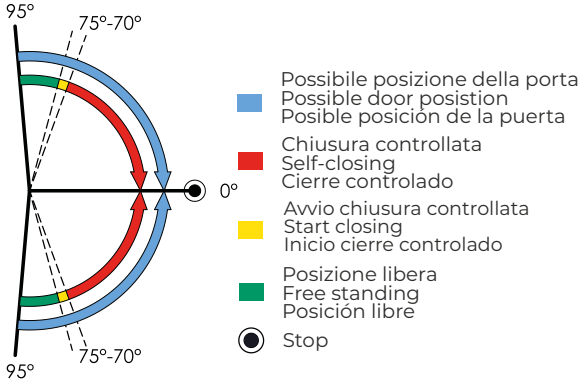 95°
75°-70°
Possibile posizione della porta
Possible door posistion
Posible posición de la puerta
Chiusura controllata
Self-closing
Cierre controlado
0°
Avvio chiusura controllata
Start closing
Inicio cierre controlado
Posizione libera
Free standing
Posición libre
Stop
75°-70°
95°